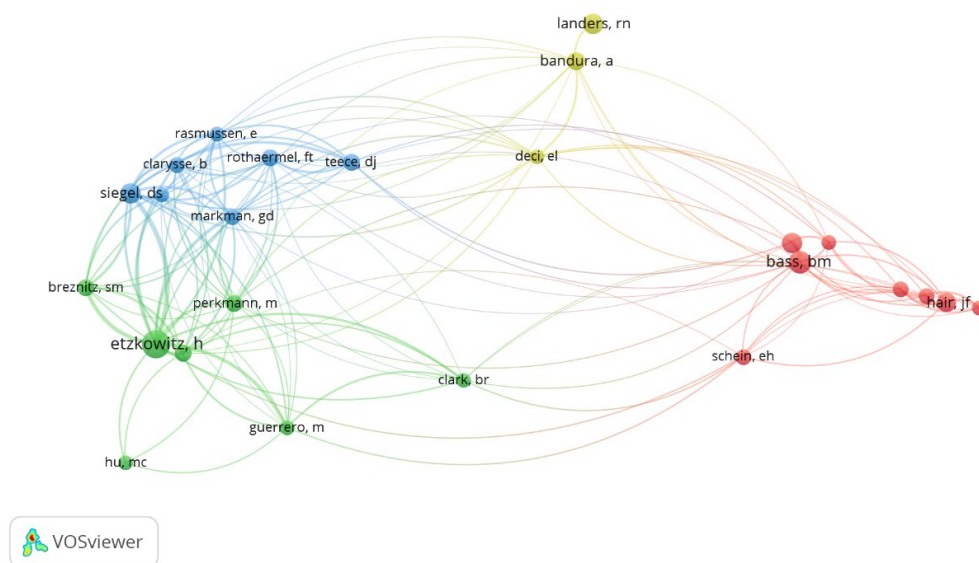 landers, rn
bandura, a
rasmussen, e
clarysse, b
rothaermel, ft
teece, dj
deci, el
siegel, ds
markman, gd
bass, bm
breznitz, sm
perkmann, m
hair, jf
etzkowitz, h
schein, eh
clark, br
guerrero, m
hu, mc
VOSviewer